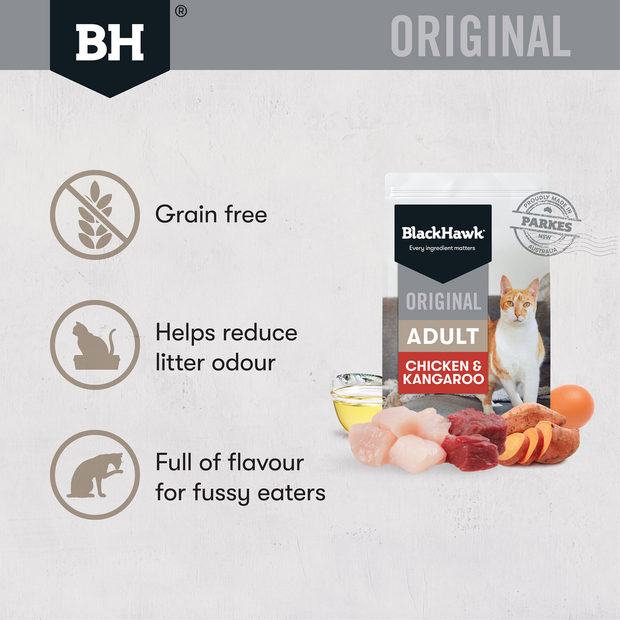 BH®
ORIGINAL
Grain free
Helps reduce
litter odour
Full of flavour
for fussy eaters
BlackHawk®
Every ingredient matters
ORIGINAL
ADULT
CHICKEN &
KANGAROO
PROUDLY MADE IN
PARKES
NSW
AUSTRALIA